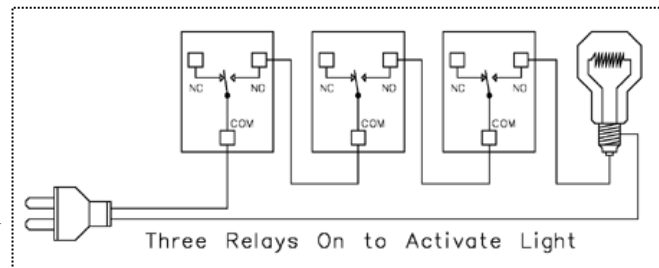 NC NO NC NO NC NO
COM COM COM
Three Relays On to Activate Light